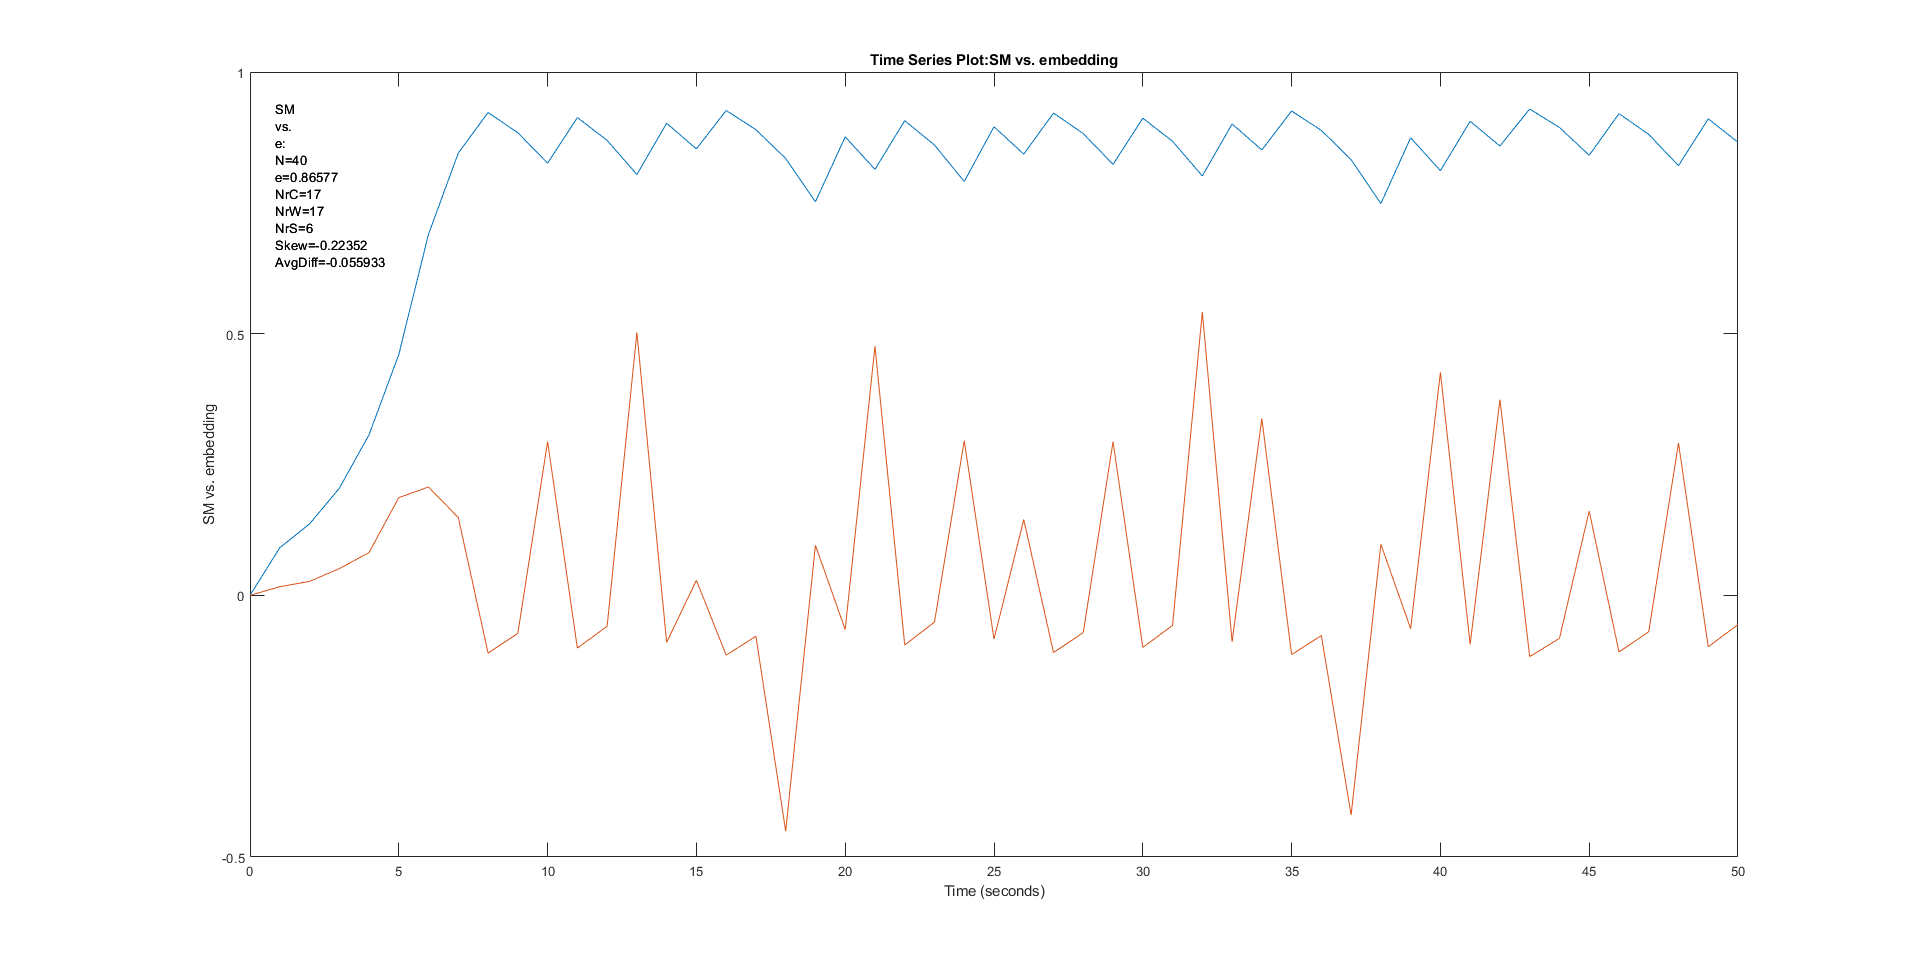 Time Series Plot:SM vs. embedding
1
0.5
0
-0.5
SM vs. embedding
SM
vs.
e:
N=40
e=0.86577
NrC=17
NrW=17
NrS=6
Skew=-0.22352
AvgDiff=-0.055933
0 5 10 15 20 25 30 35 40 45 50
Time (seconds)